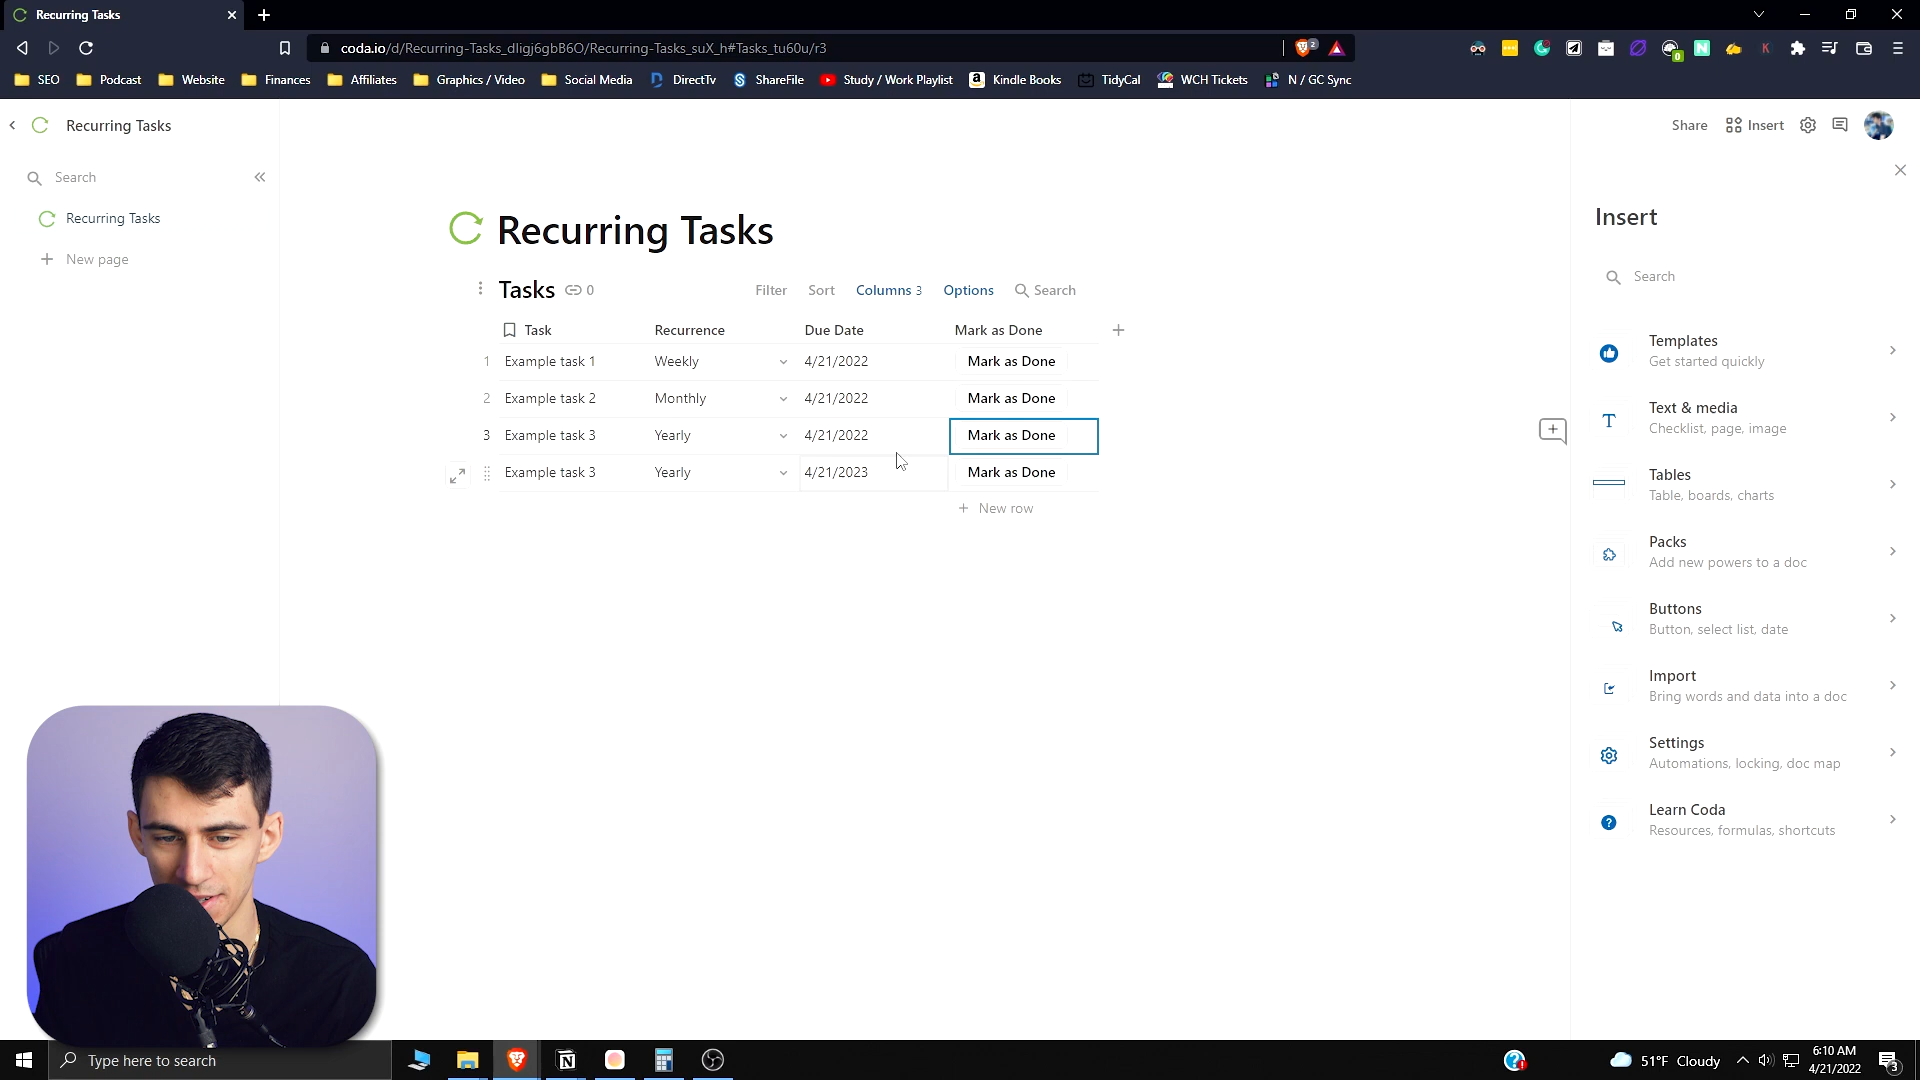 Recurring Tasks
coda.io/d/Recurring-Tasks_dligj6gbB6O/Recurring-Tasks_suX_h#Tasks_tu60u/r3
2
0
N
K
SEO
Podcast
Website
Finances
Affiliates
Graphics / Video
Social Media
DirectTv
ShareFile
Study / Work Playlist
Kindle Books
TidyCal
WCH Tickets
N / GC Sync
Recurring Tasks
Share
Insert
Search
Recurring Tasks
New page
Recurring Tasks
Tasks 0
Filter
Sort
Columns 3
Options
Search
Task Recurrence Due Date Mark as Done
1 Example task 1 Weekly 4/21/2022 Mark as Done
2 Example task 2 Monthly 4/21/2022 Mark as Done
3 Example task 3 Yearly 4/21/2022 Mark as Done
Example task 3 Yearly 4/21/2023 Mark as Done
New row
Insert
Search
Templates
Get started quickly
Text & media
Checklist, page, image
Tables
Table, boards, charts
Packs
Add new powers to a doc
Buttons
Button, select list, date
Import
Bring words and data into a doc
Settings
Automations, locking, doc map
Learn Coda
Resources, formulas, shortcuts
Type here to search
51°F Cloudy
6:10 AM
4/21/2022
3